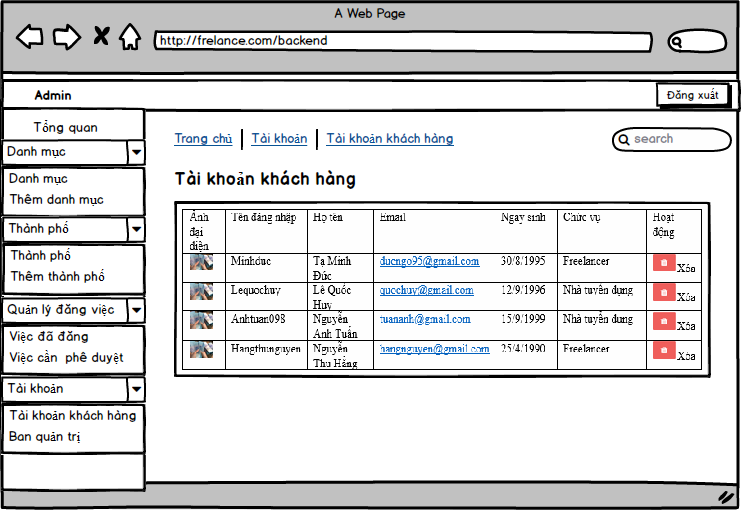 A Web Page
http://frelance.com/backend
Admin
Đăng xuất
Tổng quan
Danh mục
Danh mục
Thêm danh mục
Thành phố
Thành phố
Thêm thành phố
Quản lý đăng việc
Việc đã đăng
Việc cần phê duyệt
Tài khoản
Tài khoản khách hàng
Ban quản trị
Trang chủ Tài khoản Tài khoản khách hàng
search
Tài khoản khách hàng
Ảnh đại diện Tên đăng nhập Họ tên Email Ngày sinh Chức vụ Hoạt động
Minhduc Tạ Minh Đức ducngo95@gmail.com 30/8/1995 Freelancer Xóa
Lequochuy Lê Quốc Huy quochuy@gmail.com 12/9/1996 Nhà tuyển dụng Xóa
Anhtuan098 Nguyễn Anh Tuấn tuananh@gmail.com 15/9/1999 Nhà tuyển dụng Xóa
Hangthunguyen Nguyễn Thu Hằng hangnguyen@gmail.com 25/4/1990 Freelancer Xóa